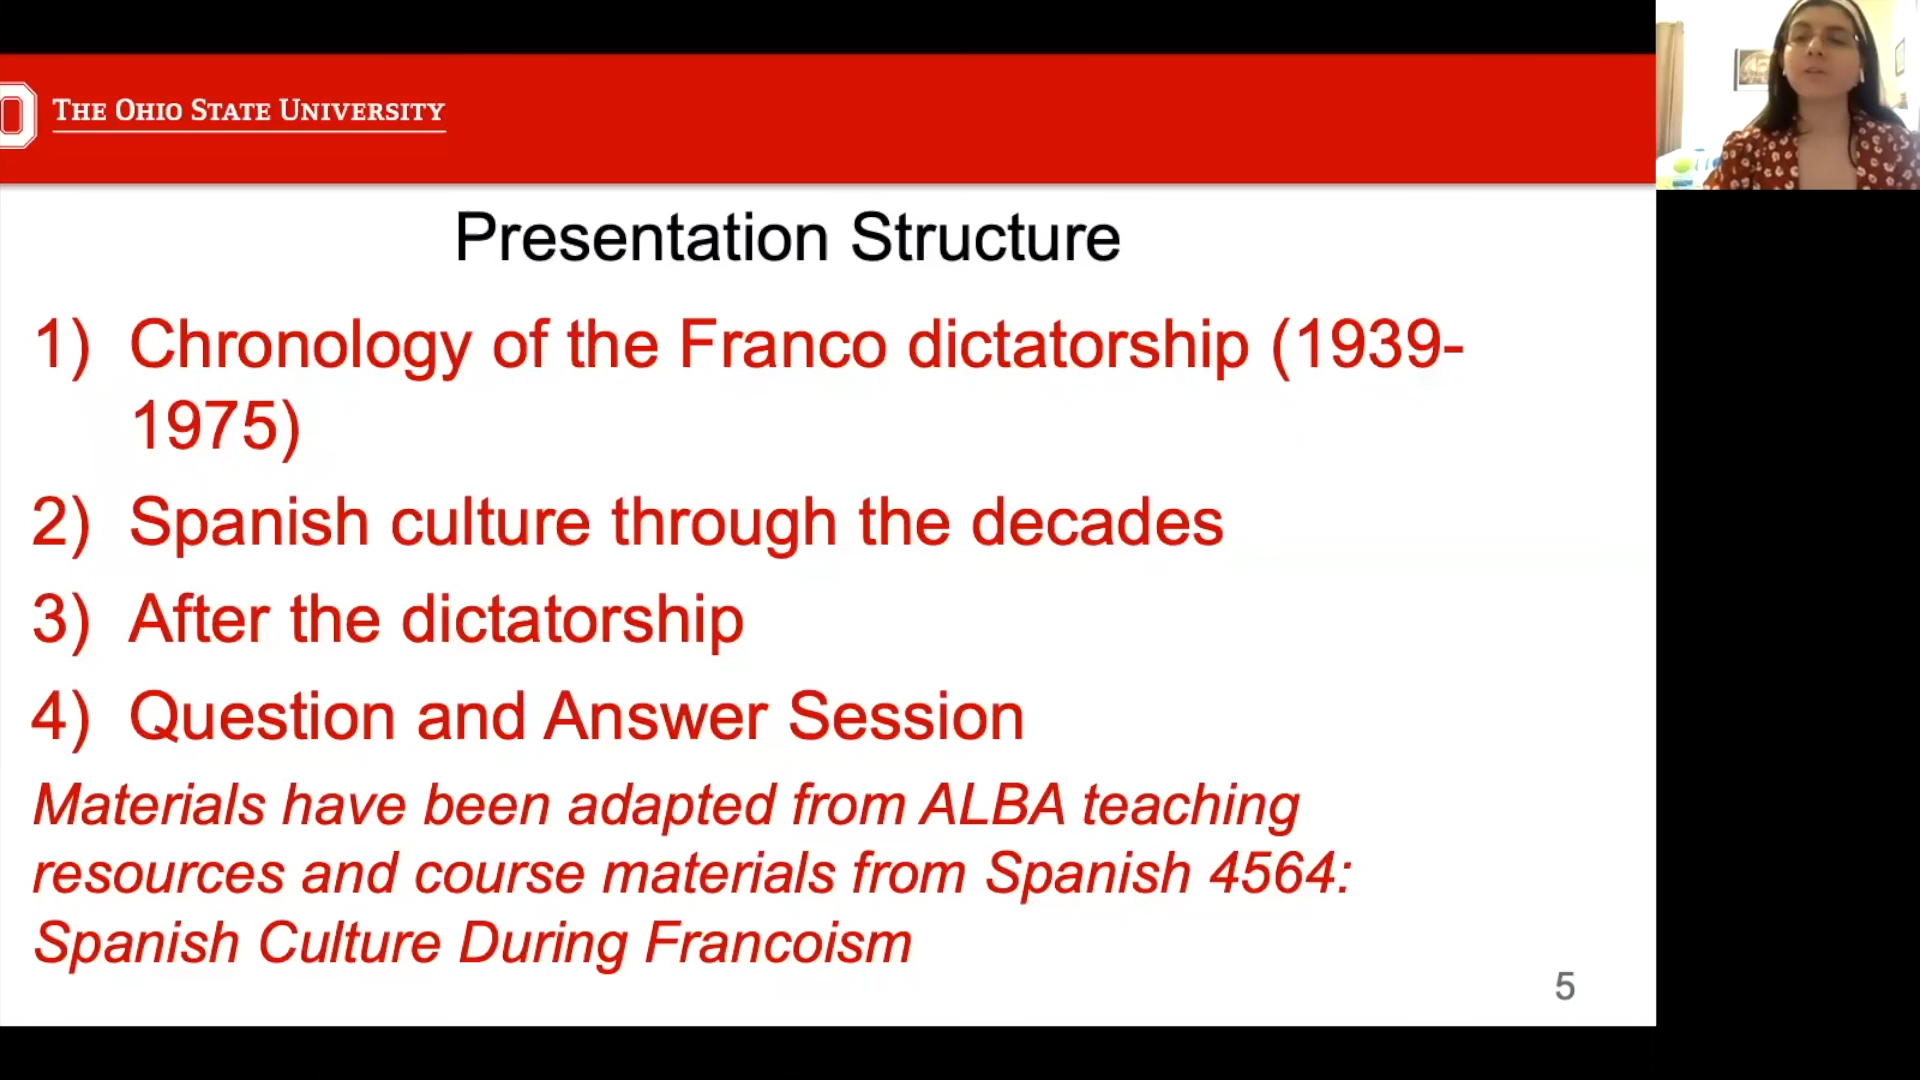 THE OHIO STATE UNIVERSITY
Presentation Structure
1) Chronology of the Franco dictatorship (1939-
1975)
2) Spanish culture through the decades
3) After the dictatorship
4) Question and Answer Session
Materials have been adapted from ALBA teaching
resources and course materials from Spanish 4564:
Spanish Culture During Francoism
5